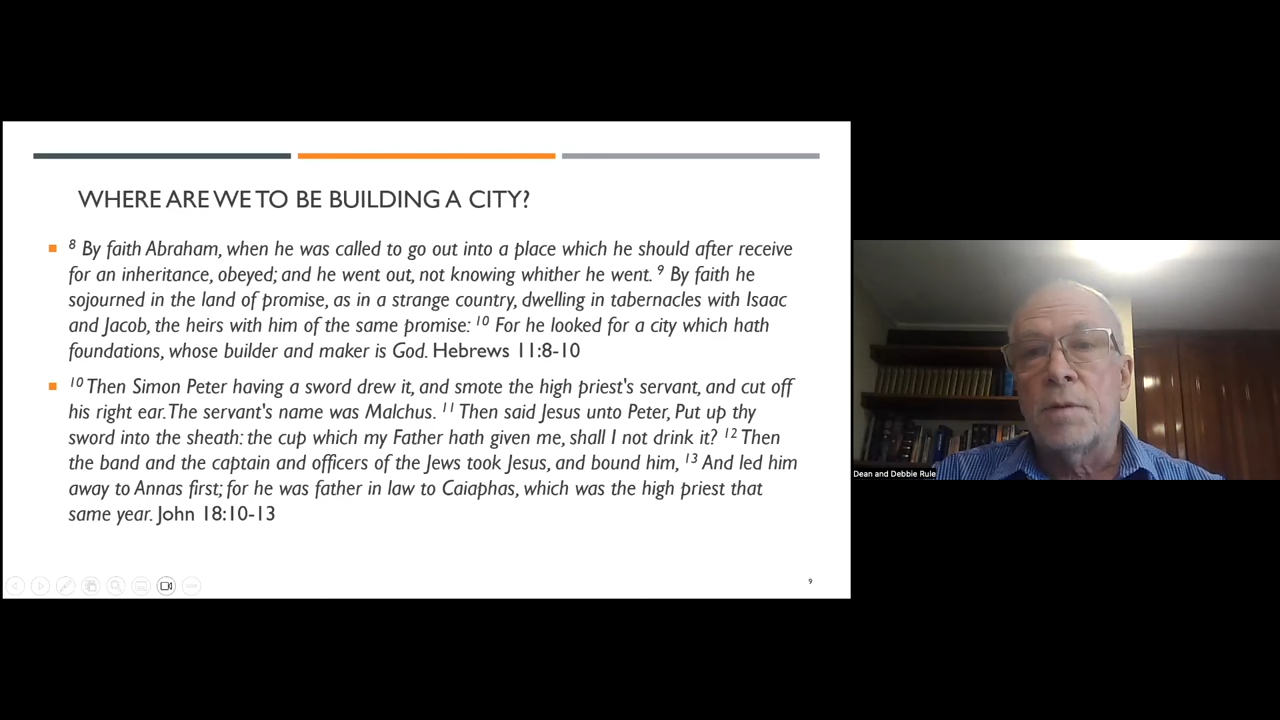 WHERE ARE WE TO BE BUILDING A CITY?
8 By faith Abraham, when he was called to go out into a place which he should after receive
for an inheritance, obeyed; and he went out, not knowing whither he went. 9 By faith he
sojourned in the land of promise, as in a strange country, dwelling in tabernacles with Isaac
and Jacob, the heirs with him of the same promise: 10 For he looked for a city which hath
foundations, whose builder and maker is God. Hebrews 11:8-10
10 Then Simon Peter having a sword drew it, and smote the high priest's servant, and cut off
his right ear. The servant's name was Malchus. 11 Then said Jesus unto Peter, Put up thy
sword into the sheath: the cup which my Father hath given me, shall I not drink it? 12 Then
the band and the captain and officers of the Jews took Jesus, and bound him, 13 And led him
away to Annas first; for he was father in law to Caiaphas, which was the high priest that
same year. John 18:10-13
9
Dean and Debbie Rule